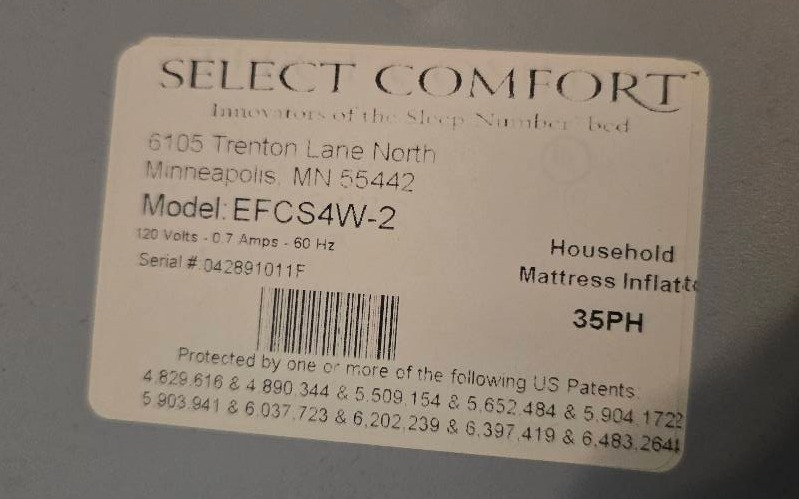 SELECT COMFORT
Innovators of the Sleep Number bed
6105 Trenton Lane North
Minneapolis, MN 55442
Model: EFCS4W-2
120 Volts - 0.7 Amps - 60 Hz
Serial #:042891011F
Household
Mattress Inflatto
35PH
Protected by one or more of the following US Patents:
4,829,616 & 4,890,344 & 5,509,154 & 5,652,484 & 5,904,1722
5,903,941 & 6,037,723 & 6,202,239 & 6,397,419 & 6,483,264